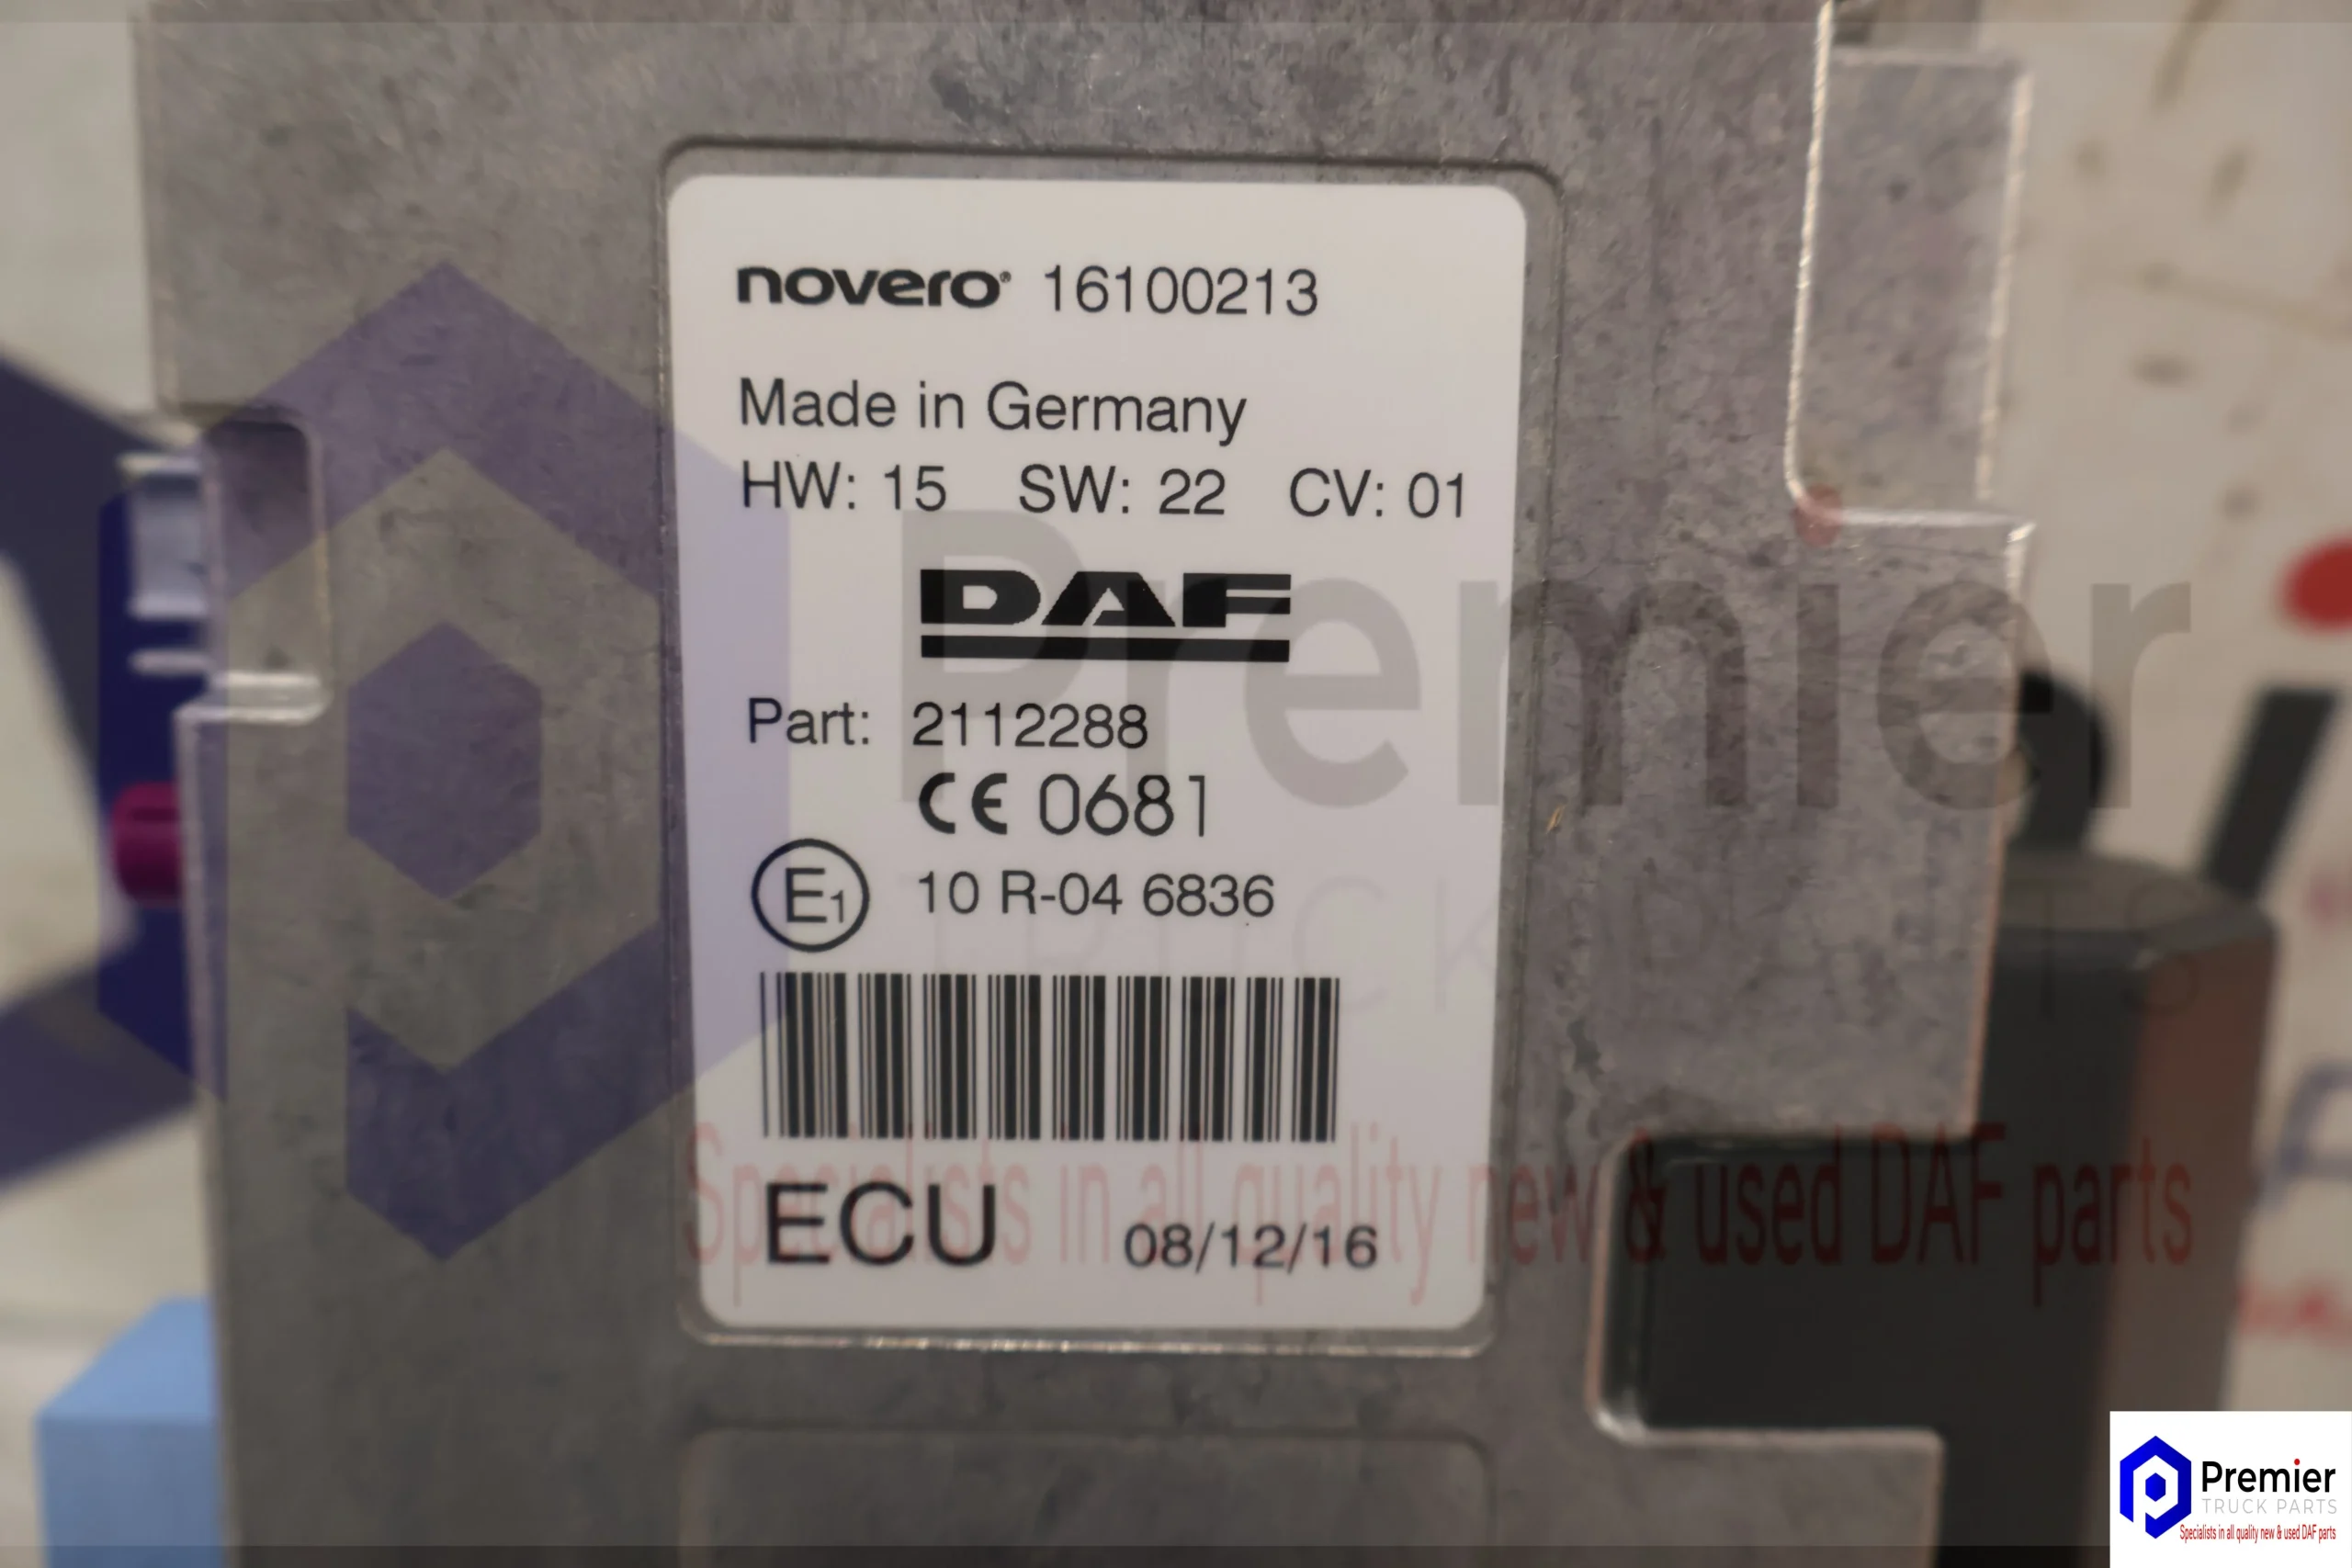 novero® 16100213
Made in Germany
HW: 15 SW: 22 CV: 01
DAF
Part: 2112288
CE 0681
E1 10 R-04 6836
ECU 08/12/16
Premier
TRUCK PARTS
Specialists in all quality new & used DAF parts
Premier
TRUCK PARTS
Specialists in all quality new & used DAF parts